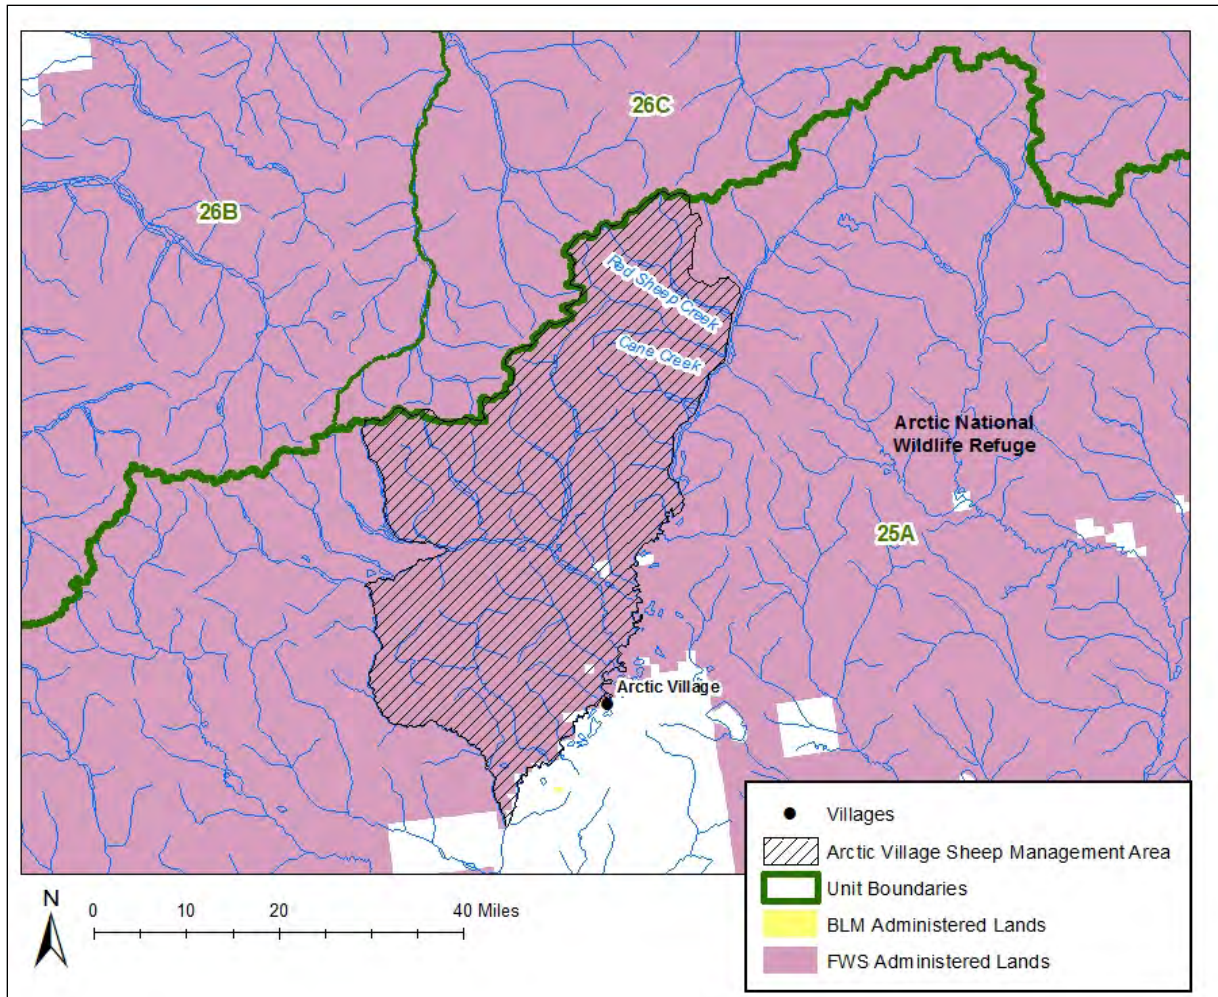 26C
26B
Red Sheep Creek
Cane Creek
Arctic National
Wildlife Refuge
25A
Arctic Village
N
0 10 20 40 Miles
Villages
Arctic Village Sheep Management Area
Unit Boundaries
BLM Administered Lands
FWS Administered Lands